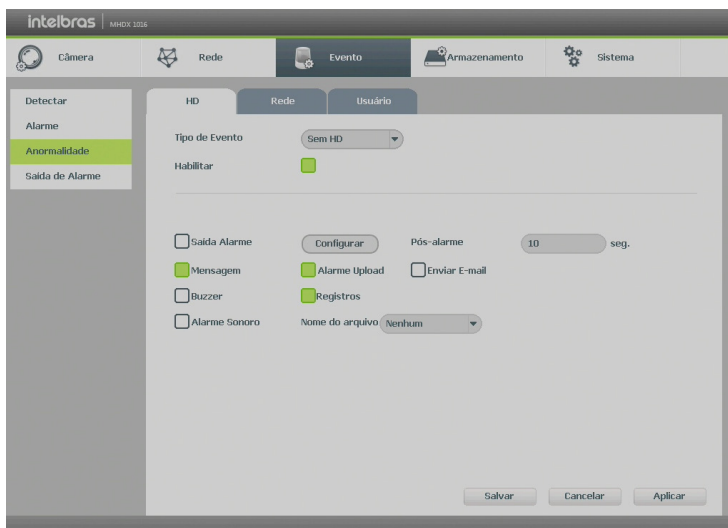 intelbras MHDX 1016
Câmera Rede Evento Armazenamento Sistema
Detectar
Alarme
Anormalidade
Saída de Alarme
HD Rede Usuário
Tipo de Evento Sem HD
Habilitar
Saída Alarme Configurar Pós-alarme 10 seg.
Mensagem Alarme Upload Enviar E-mail
Buzzer Registros
Alarme Sonoro Nome do arquivo Nenhum
Salvar Cancelar Aplicar